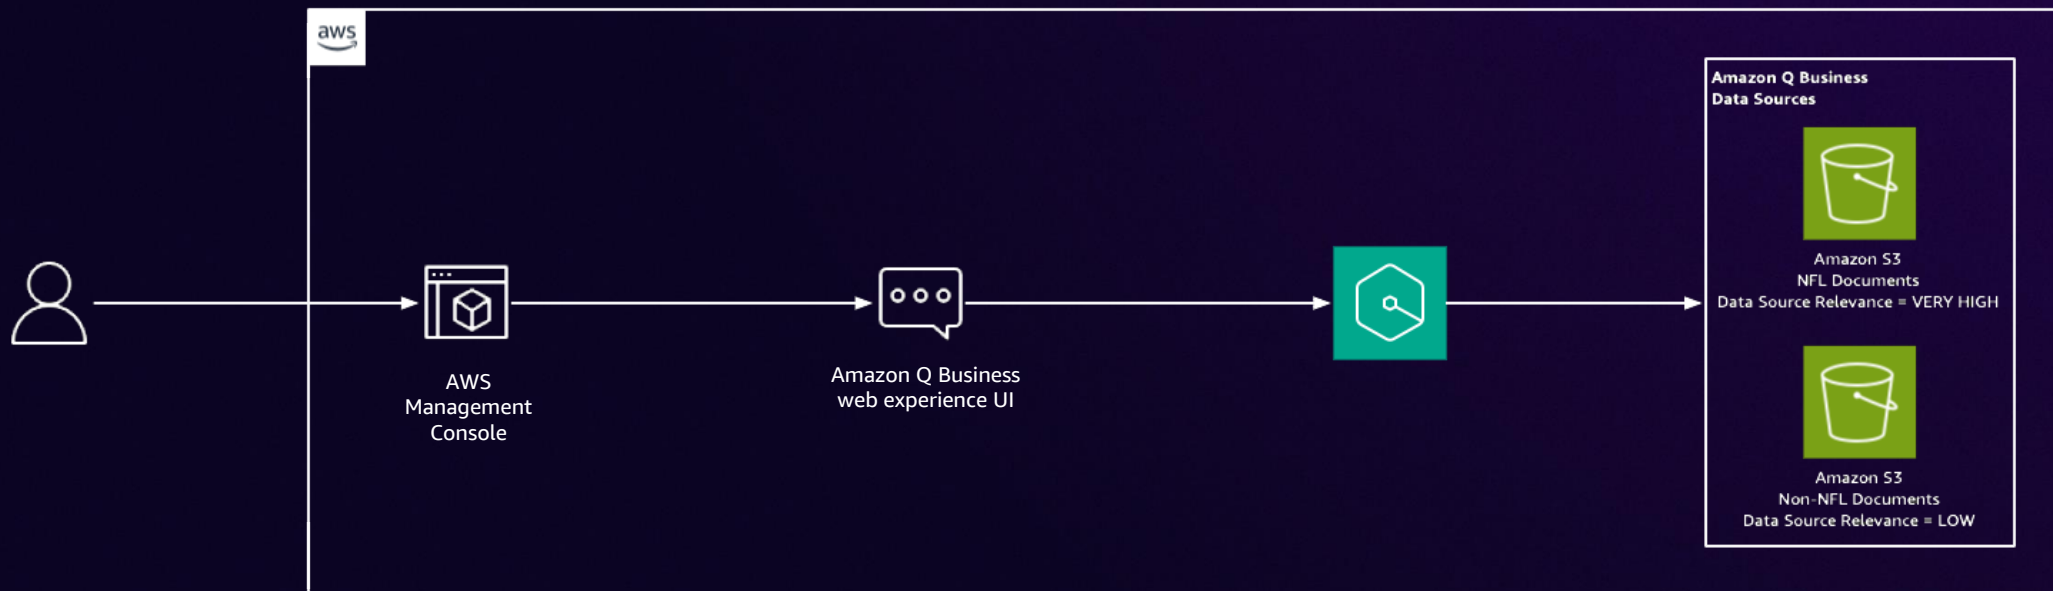 aws
Amazon Q Business
Data Sources
Amazon S3
NFL Documents
Data Source Relevance = VERY HIGH
AWS
Management
Console
Amazon Q Business
web experience UI
Amazon S3
Non-NFL Documents
Data Source Relevance = LOW